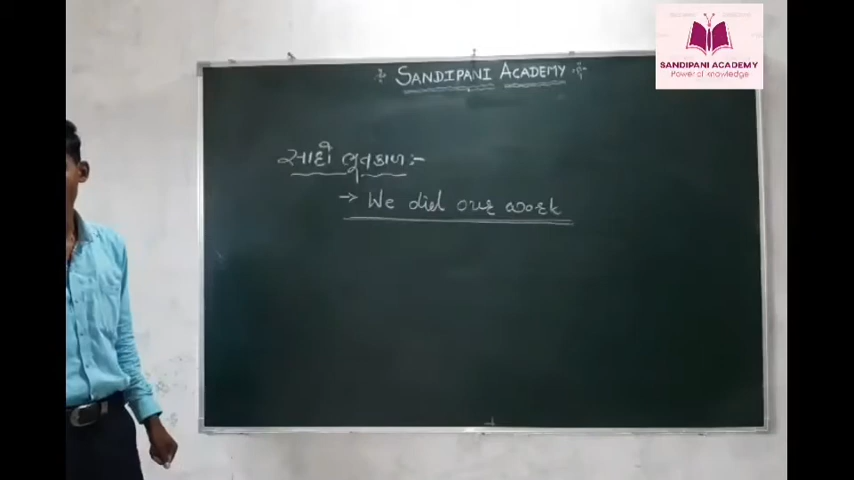 SANDIPANI ACADEMY
SANDIPANI ACADEMY
Power of Knowledge
સાદો ભુતકાળ :-
→ We did our work